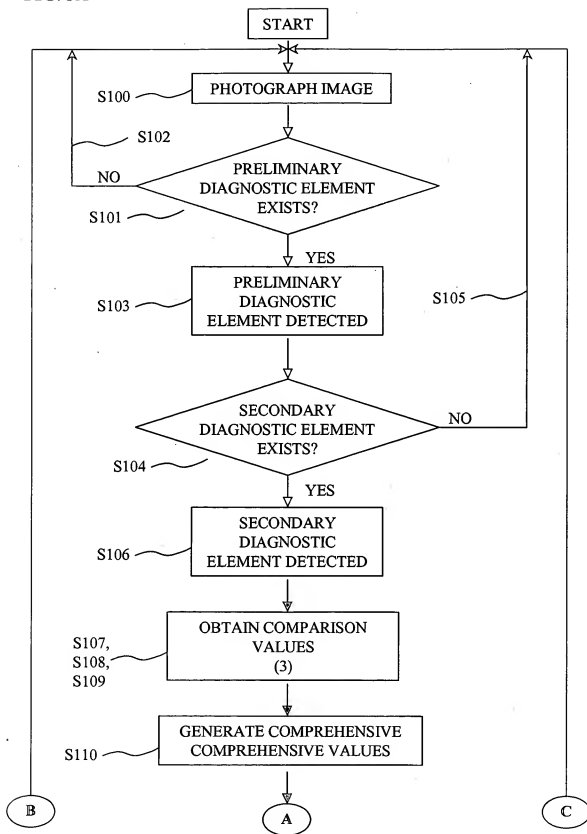 START
S100
PHOTOGRAPH IMAGE
S102
NO
PRELIMINARY
DIAGNOSTIC ELEMENT
EXISTS?
S101
YES
S103
PRELIMINARY
DIAGNOSTIC
ELEMENT DETECTED
S105
SECONDARY
DIAGNOSTIC ELEMENT
EXISTS?
NO
S104
YES
S106
SECONDARY
DIAGNOSTIC
ELEMENT DETECTED
S107,
S108,
S109
OBTAIN COMPARISON
VALUES
(3)
S110
GENERATE COMPREHENSIVE
COMPREHENSIVE VALUES
B
A
C